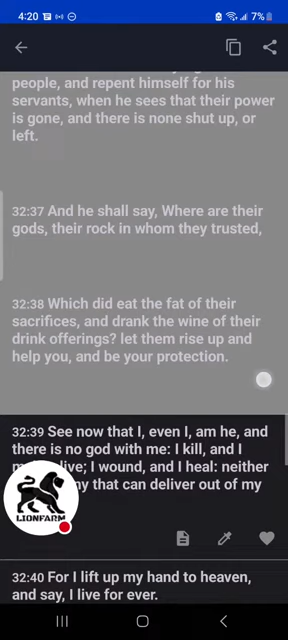 4:20 7%
people, and repent himself for his
servants, when he sees that their power
is gone, and there is none shut up, or
left.
32:37 And he shall say, Where are their
gods, their rock in whom they trusted,
32:38 Which did eat the fat of their
sacrifices, and drank the wine of their
drink offerings? let them rise up and
help you, and be your protection.
32:39 See now that I, even I, am he, and
there is no god with me: I kill, and I
live; I wound, and I heal: neither
that can deliver out of my
LIONFARM
32:40 For I lift up my hand to heaven,
and say, I live for ever.